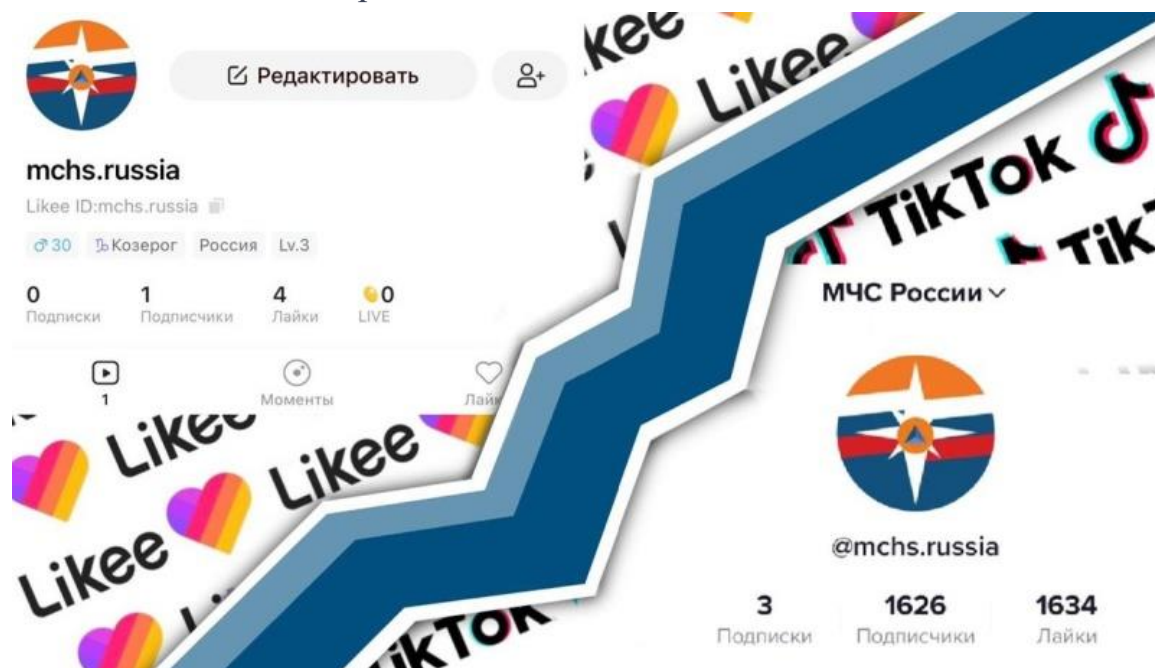 Редактировать
mchs.russia
Likee ID:mchs.russia
30
Козерог
Россия
Lv.3
0
Подписки
1
Подписчики
4
Лайки
0
LIVE
1
Моменты
Likee
Likee
Likee
Likee
TikTok
МЧС России
@mchs.russia
3
Подписки
1626
Подписчики
1634
Лайки